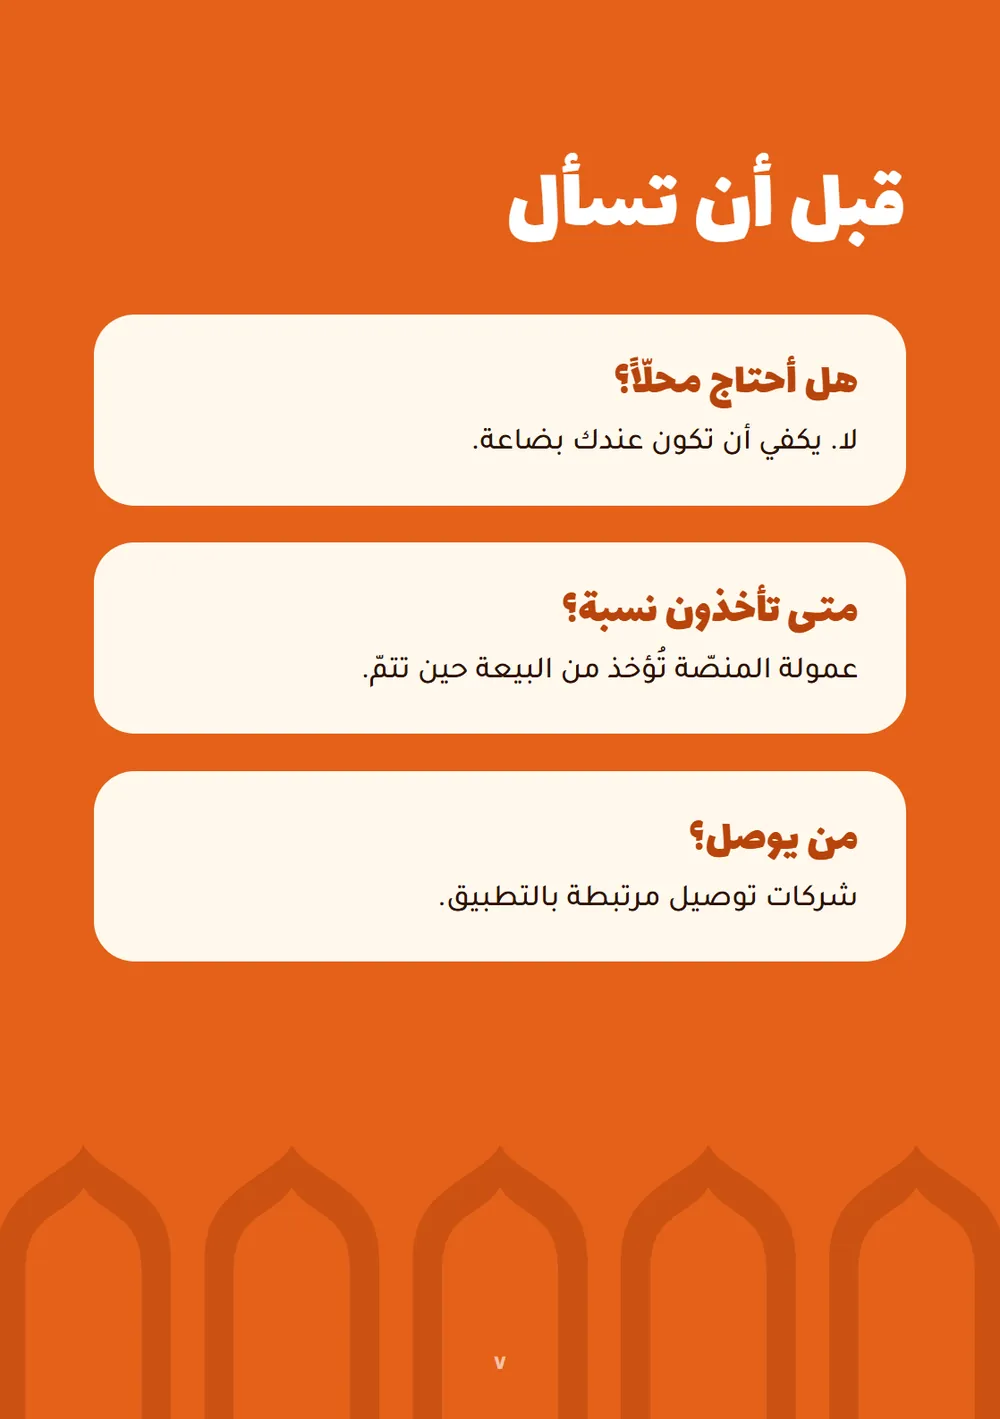 قبل أن تسأل
هل أحتاج محلّاً؟
لا. يكفي أن تكون عندك بضاعة.
متى تأخذون نسبة؟
عمولة المنصّة تُؤخذ من البيعة حين تتمّ.
من يوصل؟
شركات توصيل مرتبطة بالتطبيق.
٧